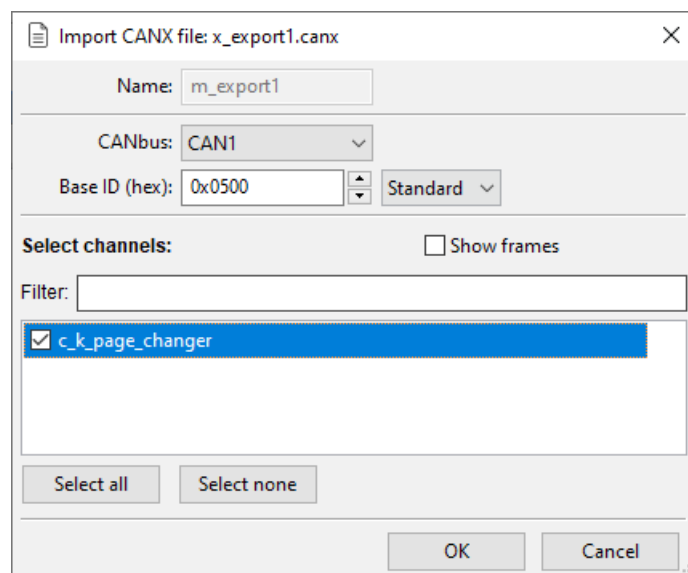 Import CANX file: x_export1.canx
Name: m_export1
CANbus: CAN1
Base ID (hex): 0x0500 Standard
Select channels: Show frames
Filter:
c_k_page_changer
Select all Select none
OK Cancel